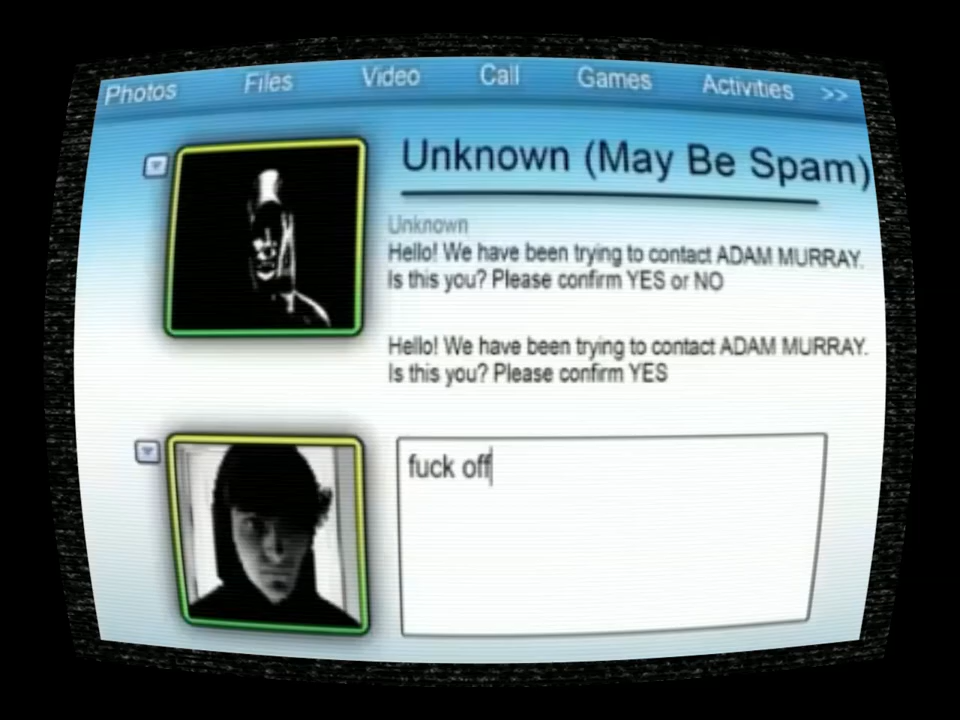 Photos Files Video Call Games Activities >>
Unknown (May Be Spam)
Unknown
Hello! We have been trying to contact ADAM MURRAY.
Is this you? Please confirm YES or NO
Hello! We have been trying to contact ADAM MURRAY.
Is this you? Please confirm YES
fuck off